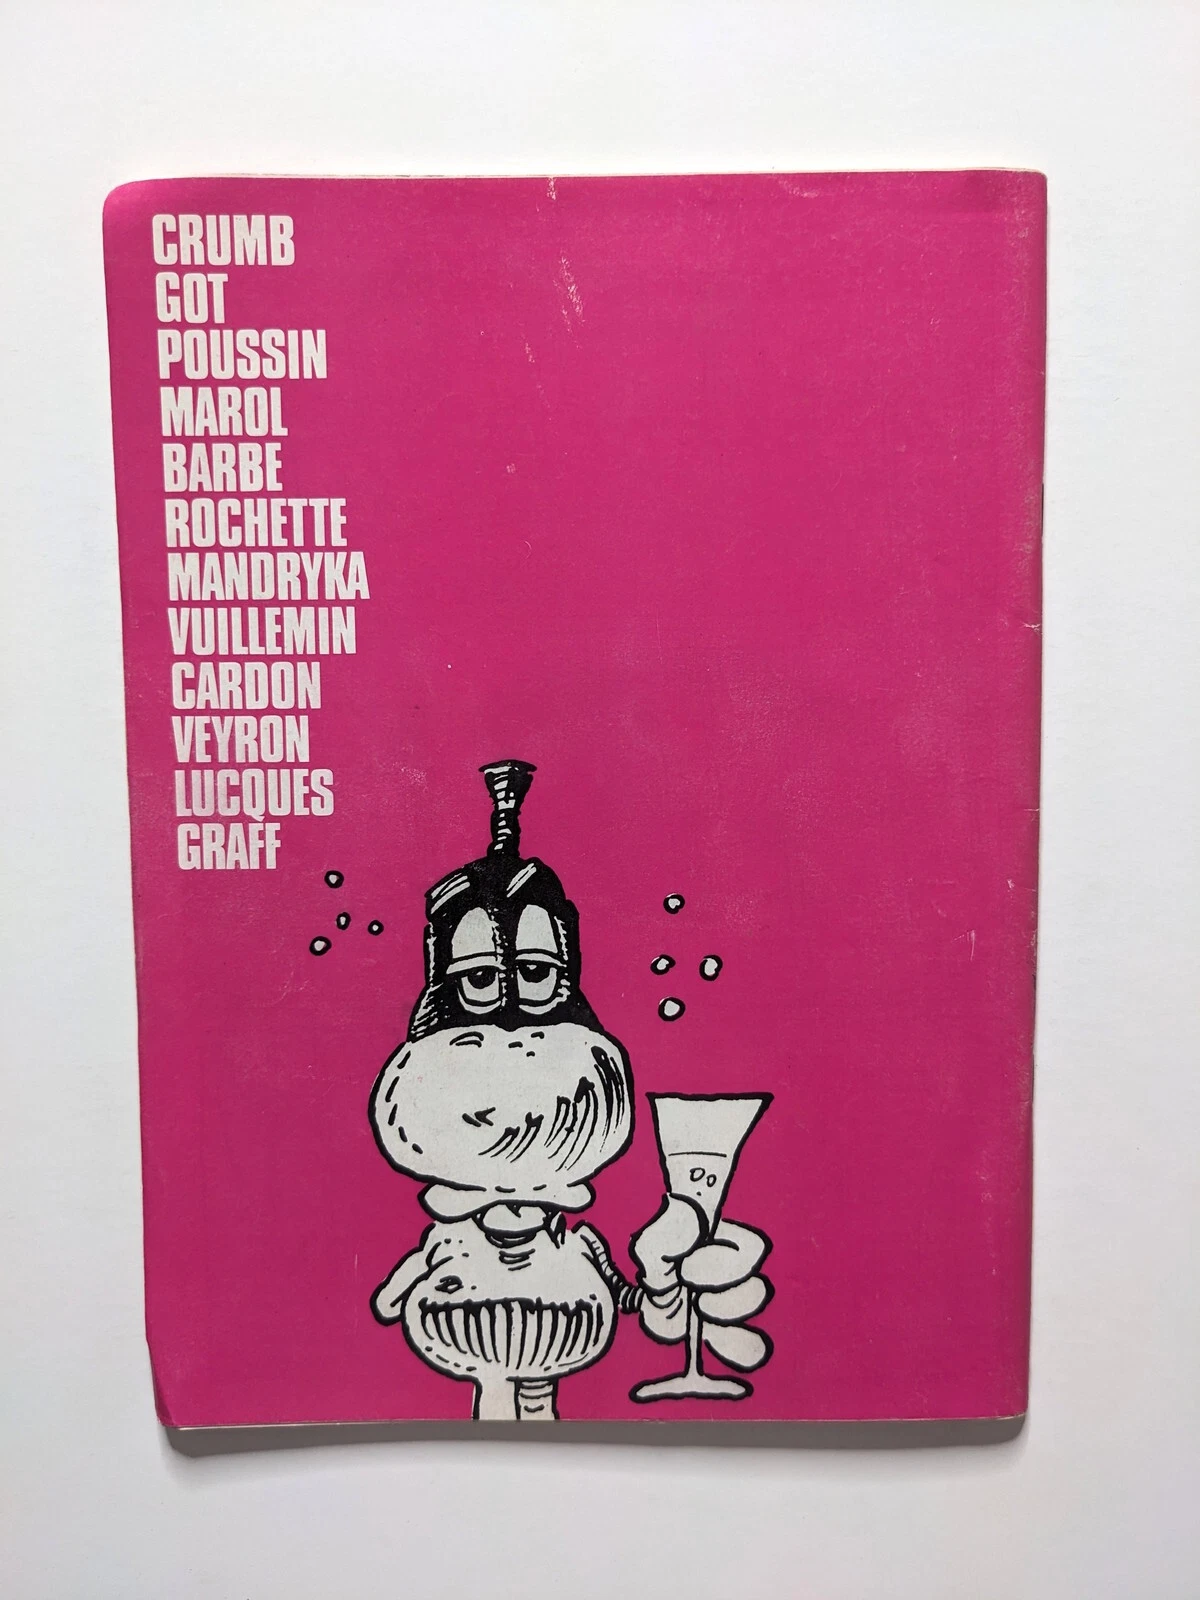 CRUMB
GOT
POUSSIN
MAROL
BARBE
ROCHETTE
MANDRYKA
VUILLEMIN
CARDON
VEYRON
LUCQUES
GRAFF